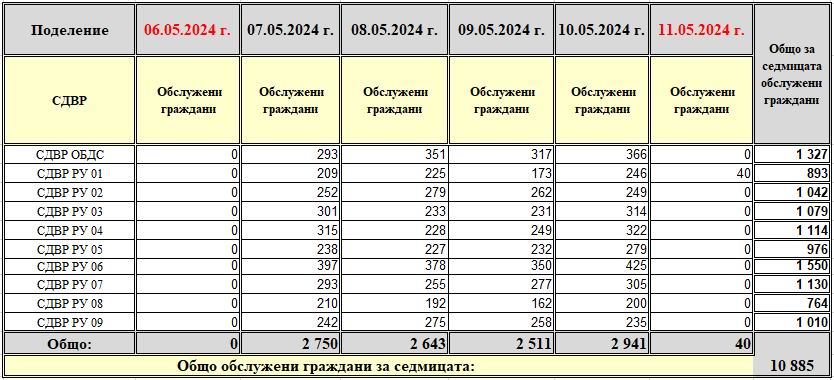 Поделение 06.05.2024 г. 07.05.2024 г. 08.05.2024 г. 09.05.2024 г. 10.05.2024 г. 11.05.2024 г. Общо за седмицата обслужени граждани
СДВР Обслужени граждани Обслужени граждани Обслужени граждани Обслужени граждани Обслужени граждани Обслужени граждани
СДВР ОБДС 0 293 351 317 366 0 1 327
СДВР РУ 01 0 209 225 173 246 40 893
СДВР РУ 02 0 252 279 262 249 0 1 042
СДВР РУ 03 0 301 233 231 314 0 1 079
СДВР РУ 04 0 315 228 249 322 0 1 114
СДВР РУ 05 0 238 227 232 279 0 976
СДВР РУ 06 0 397 378 350 425 0 1 550
СДВР РУ 07 0 293 255 277 305 0 1 130
СДВР РУ 08 0 210 192 162 200 0 764
СДВР РУ 09 0 242 275 258 235 0 1 010
Общо: 0 2 750 2 643 2 511 2 941 40
Общо обслужени граждани за седмицата: 10 885